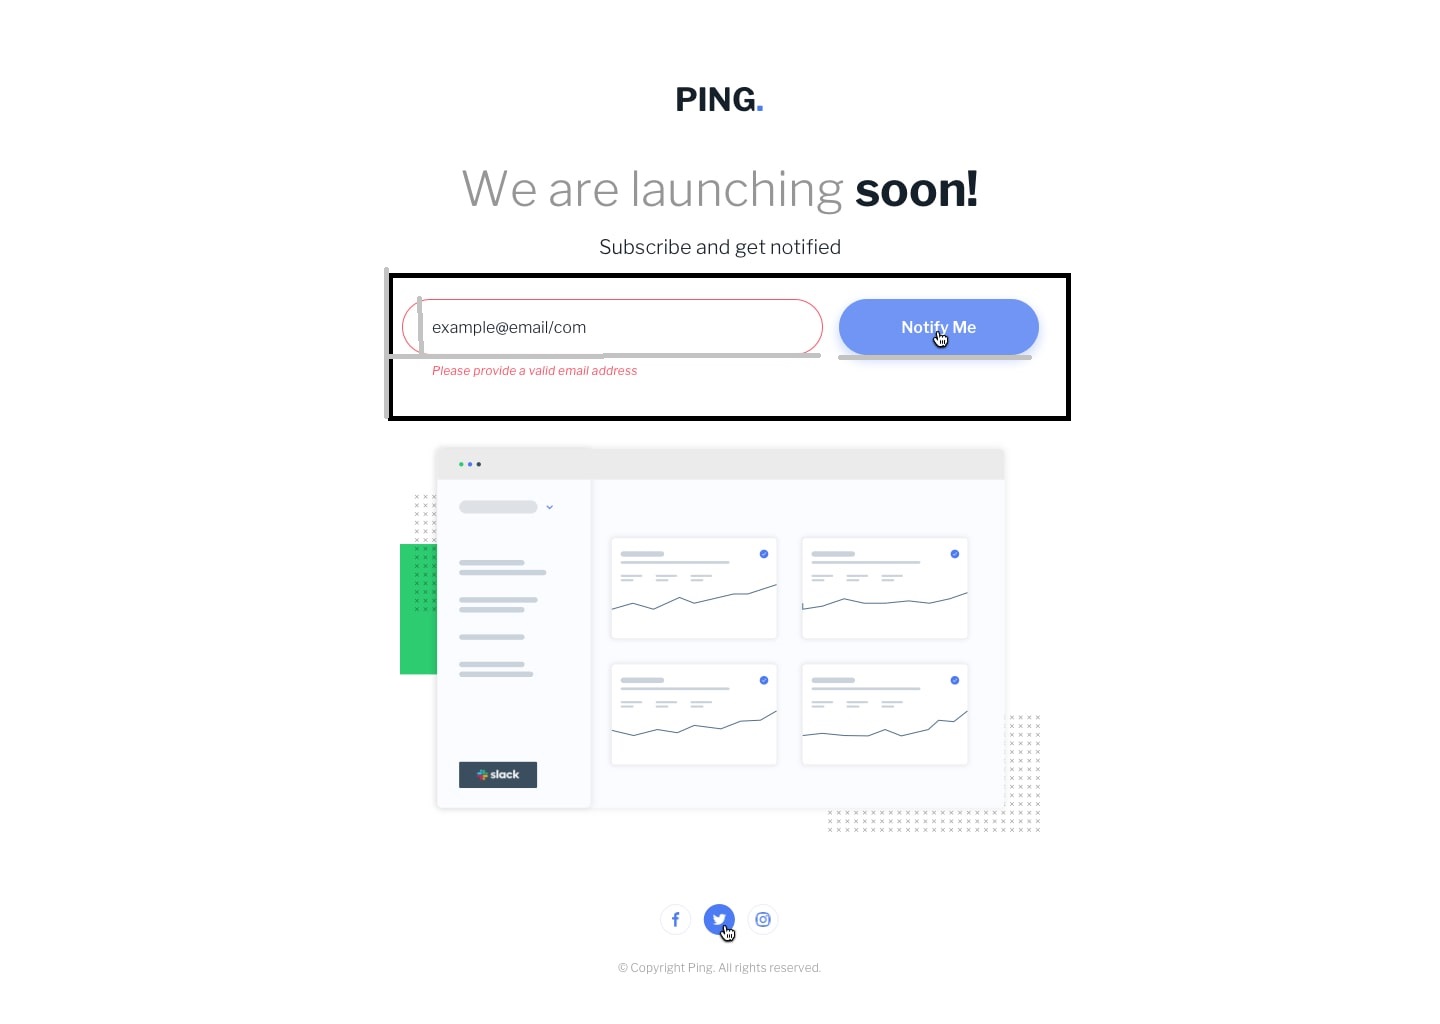 PING.
We are launching soon!
Subscribe and get notified
example@email/com
Notify Me
Please provide a valid email address
slack
© Copyright Ping. All rights reserved.